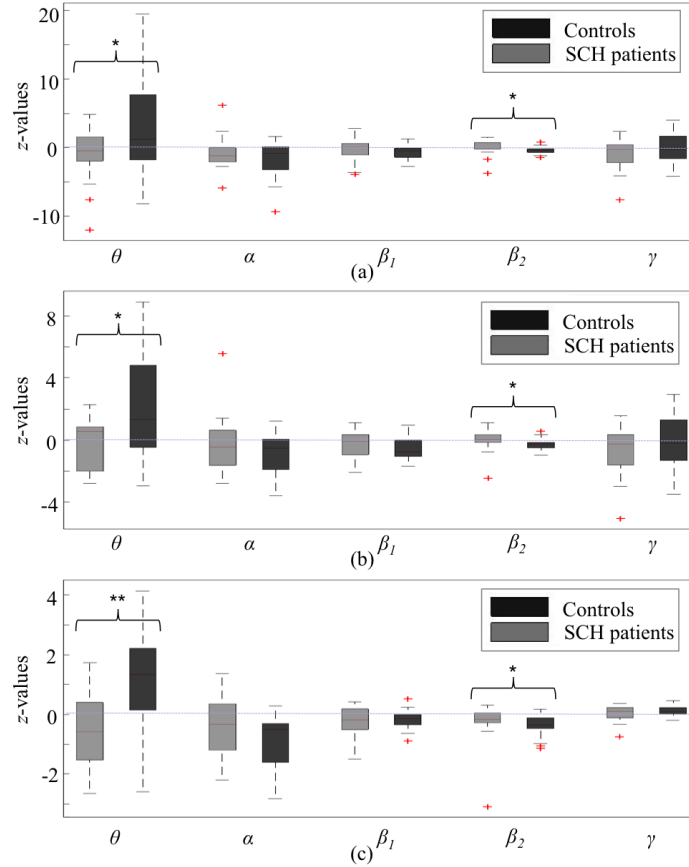 20
10
0
-10
z-values
Controls
SCH patients
*
*
θ α β1 β2 γ
(a)
8
4
0
-4
z-values
Controls
SCH patients
*
*
θ α β1 β2 γ
(b)
4
2
0
-2
z-values
Controls
SCH patients
**
*
θ α β1 β2 γ
(c)